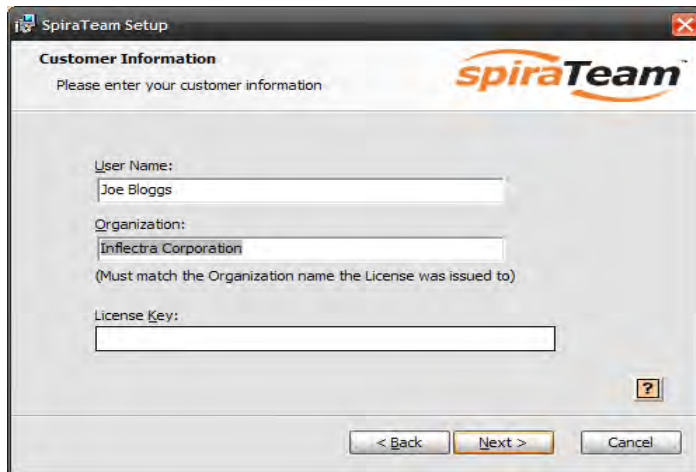 SpiraTeam Setup
Customer Information
Please enter your customer information
spiraTeam™
User Name:
Joe Bloggs
Organization:
Inflectra Corporation
(Must match the Organization name the License was issued to)
License Key:
?
< Back
Next >
Cancel